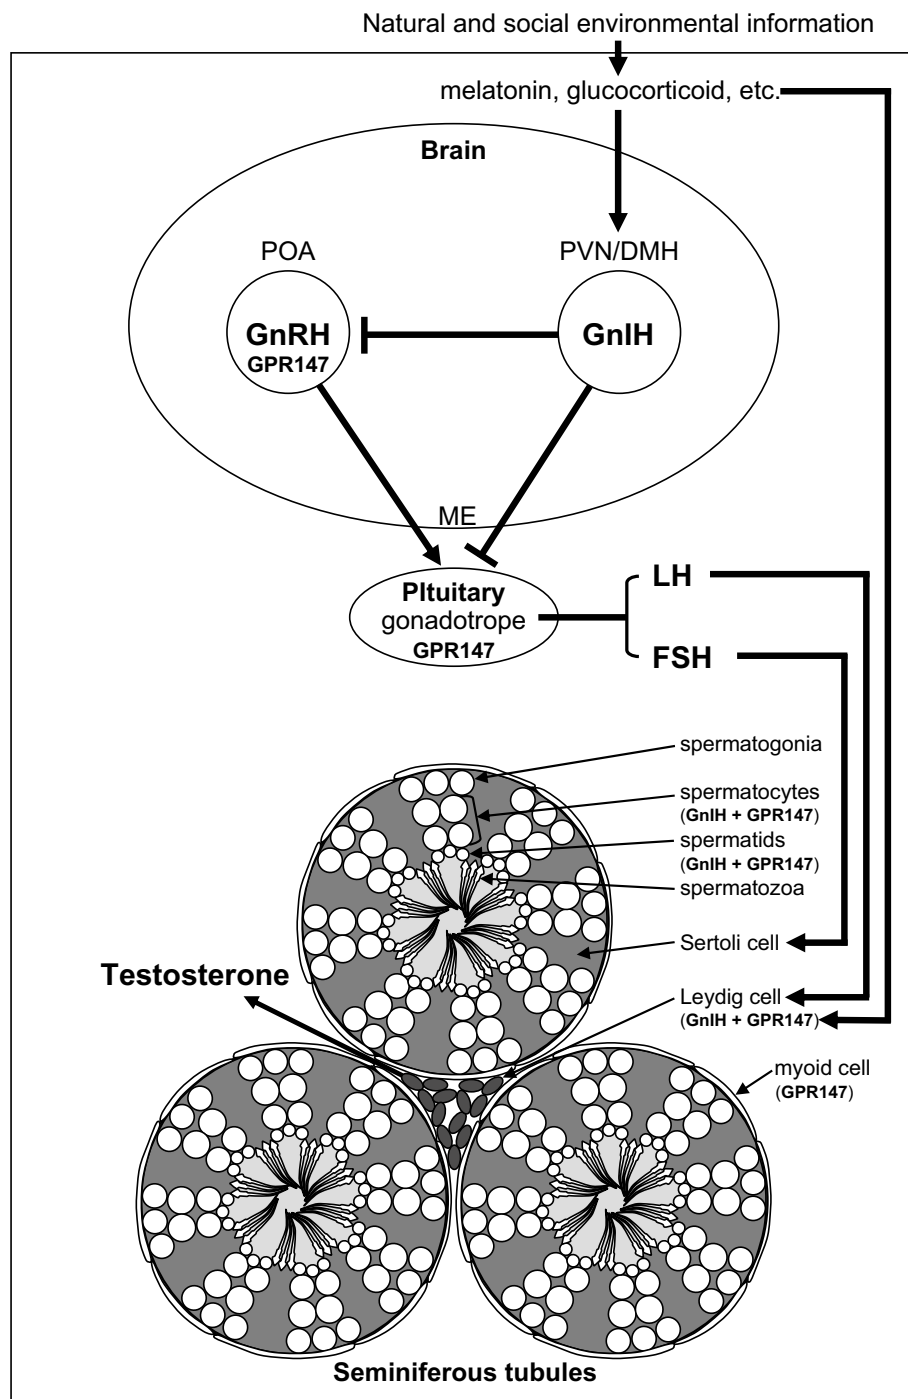 Natural and social environmental information
melatonin, glucocorticoid, etc.
Brain
POA
PVN/DMH
GnRH
GPR147
GnIH
ME
PItuitary
gonadotrope
GPR147
LH
FSH
spermatogonia
spermatocytes
(GnIH + GPR147)
spermatids
(GnIH + GPR147)
spermatozoa
Sertoli cell
Testosterone
Leydig cell
(GnIH + GPR147)
myoid cell
(GPR147)
Seminiferous tubules